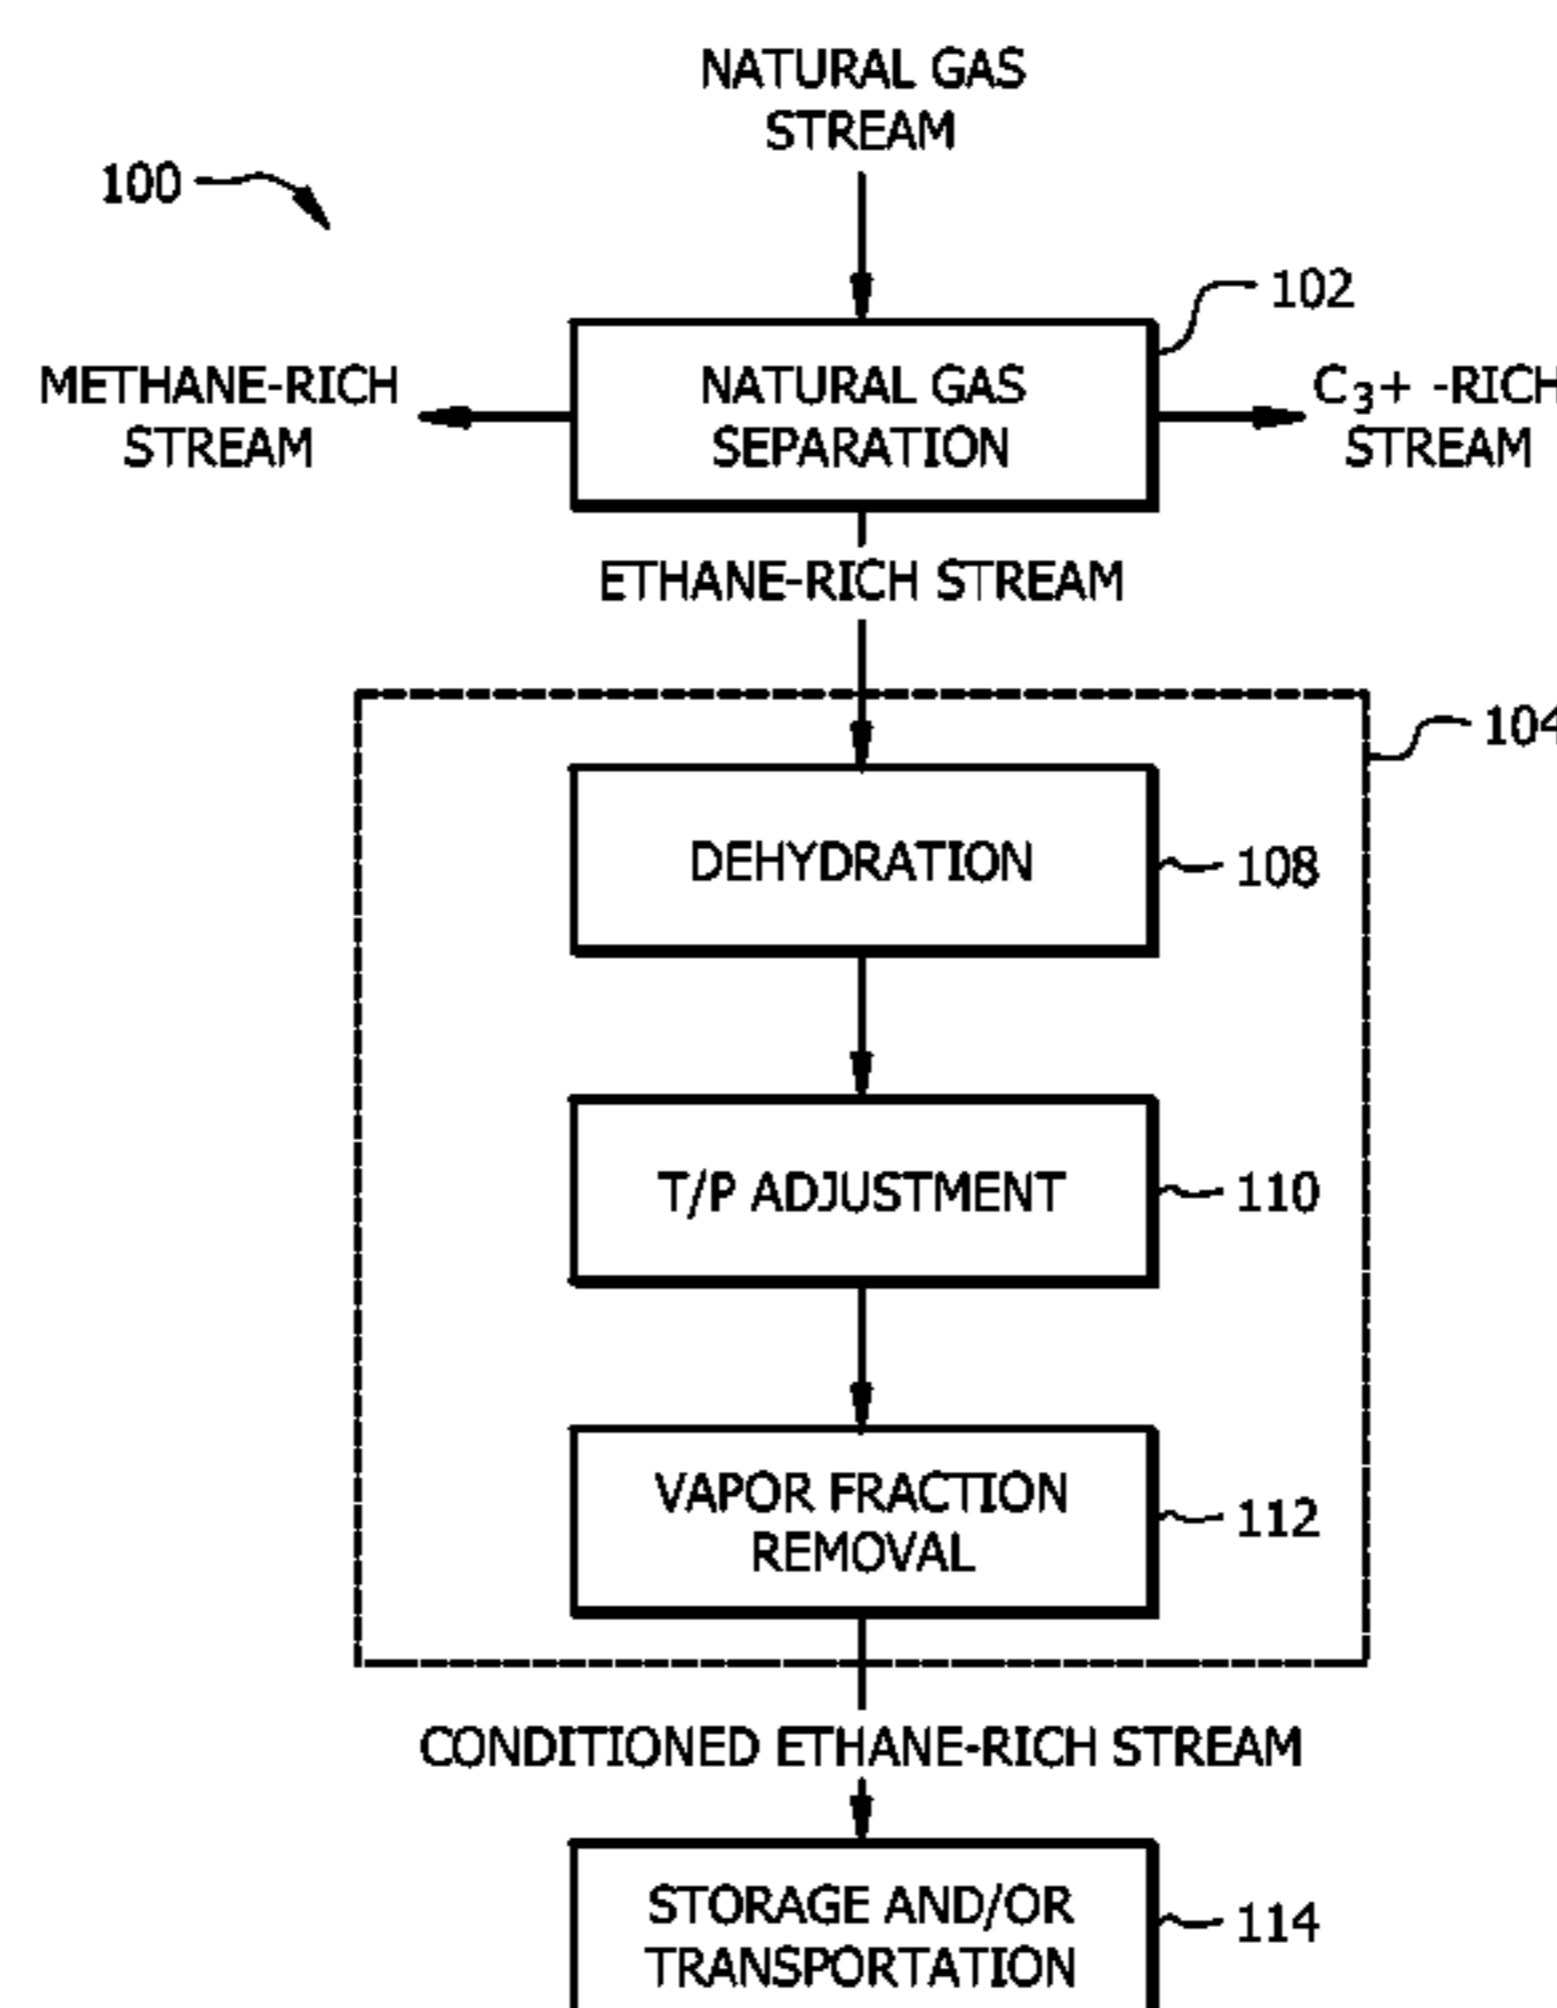 NATURAL GAS
STREAM
100
102
METHANE-RICH
STREAM
NATURAL GAS
SEPARATION
C₃+ -RICH
STREAM
ETHANE-RICH STREAM
104
DEHYDRATION
108
T/P ADJUSTMENT
110
VAPOR FRACTION
REMOVAL
112
CONDITIONED ETHANE-RICH STREAM
STORAGE AND/OR
TRANSPORTATION
114